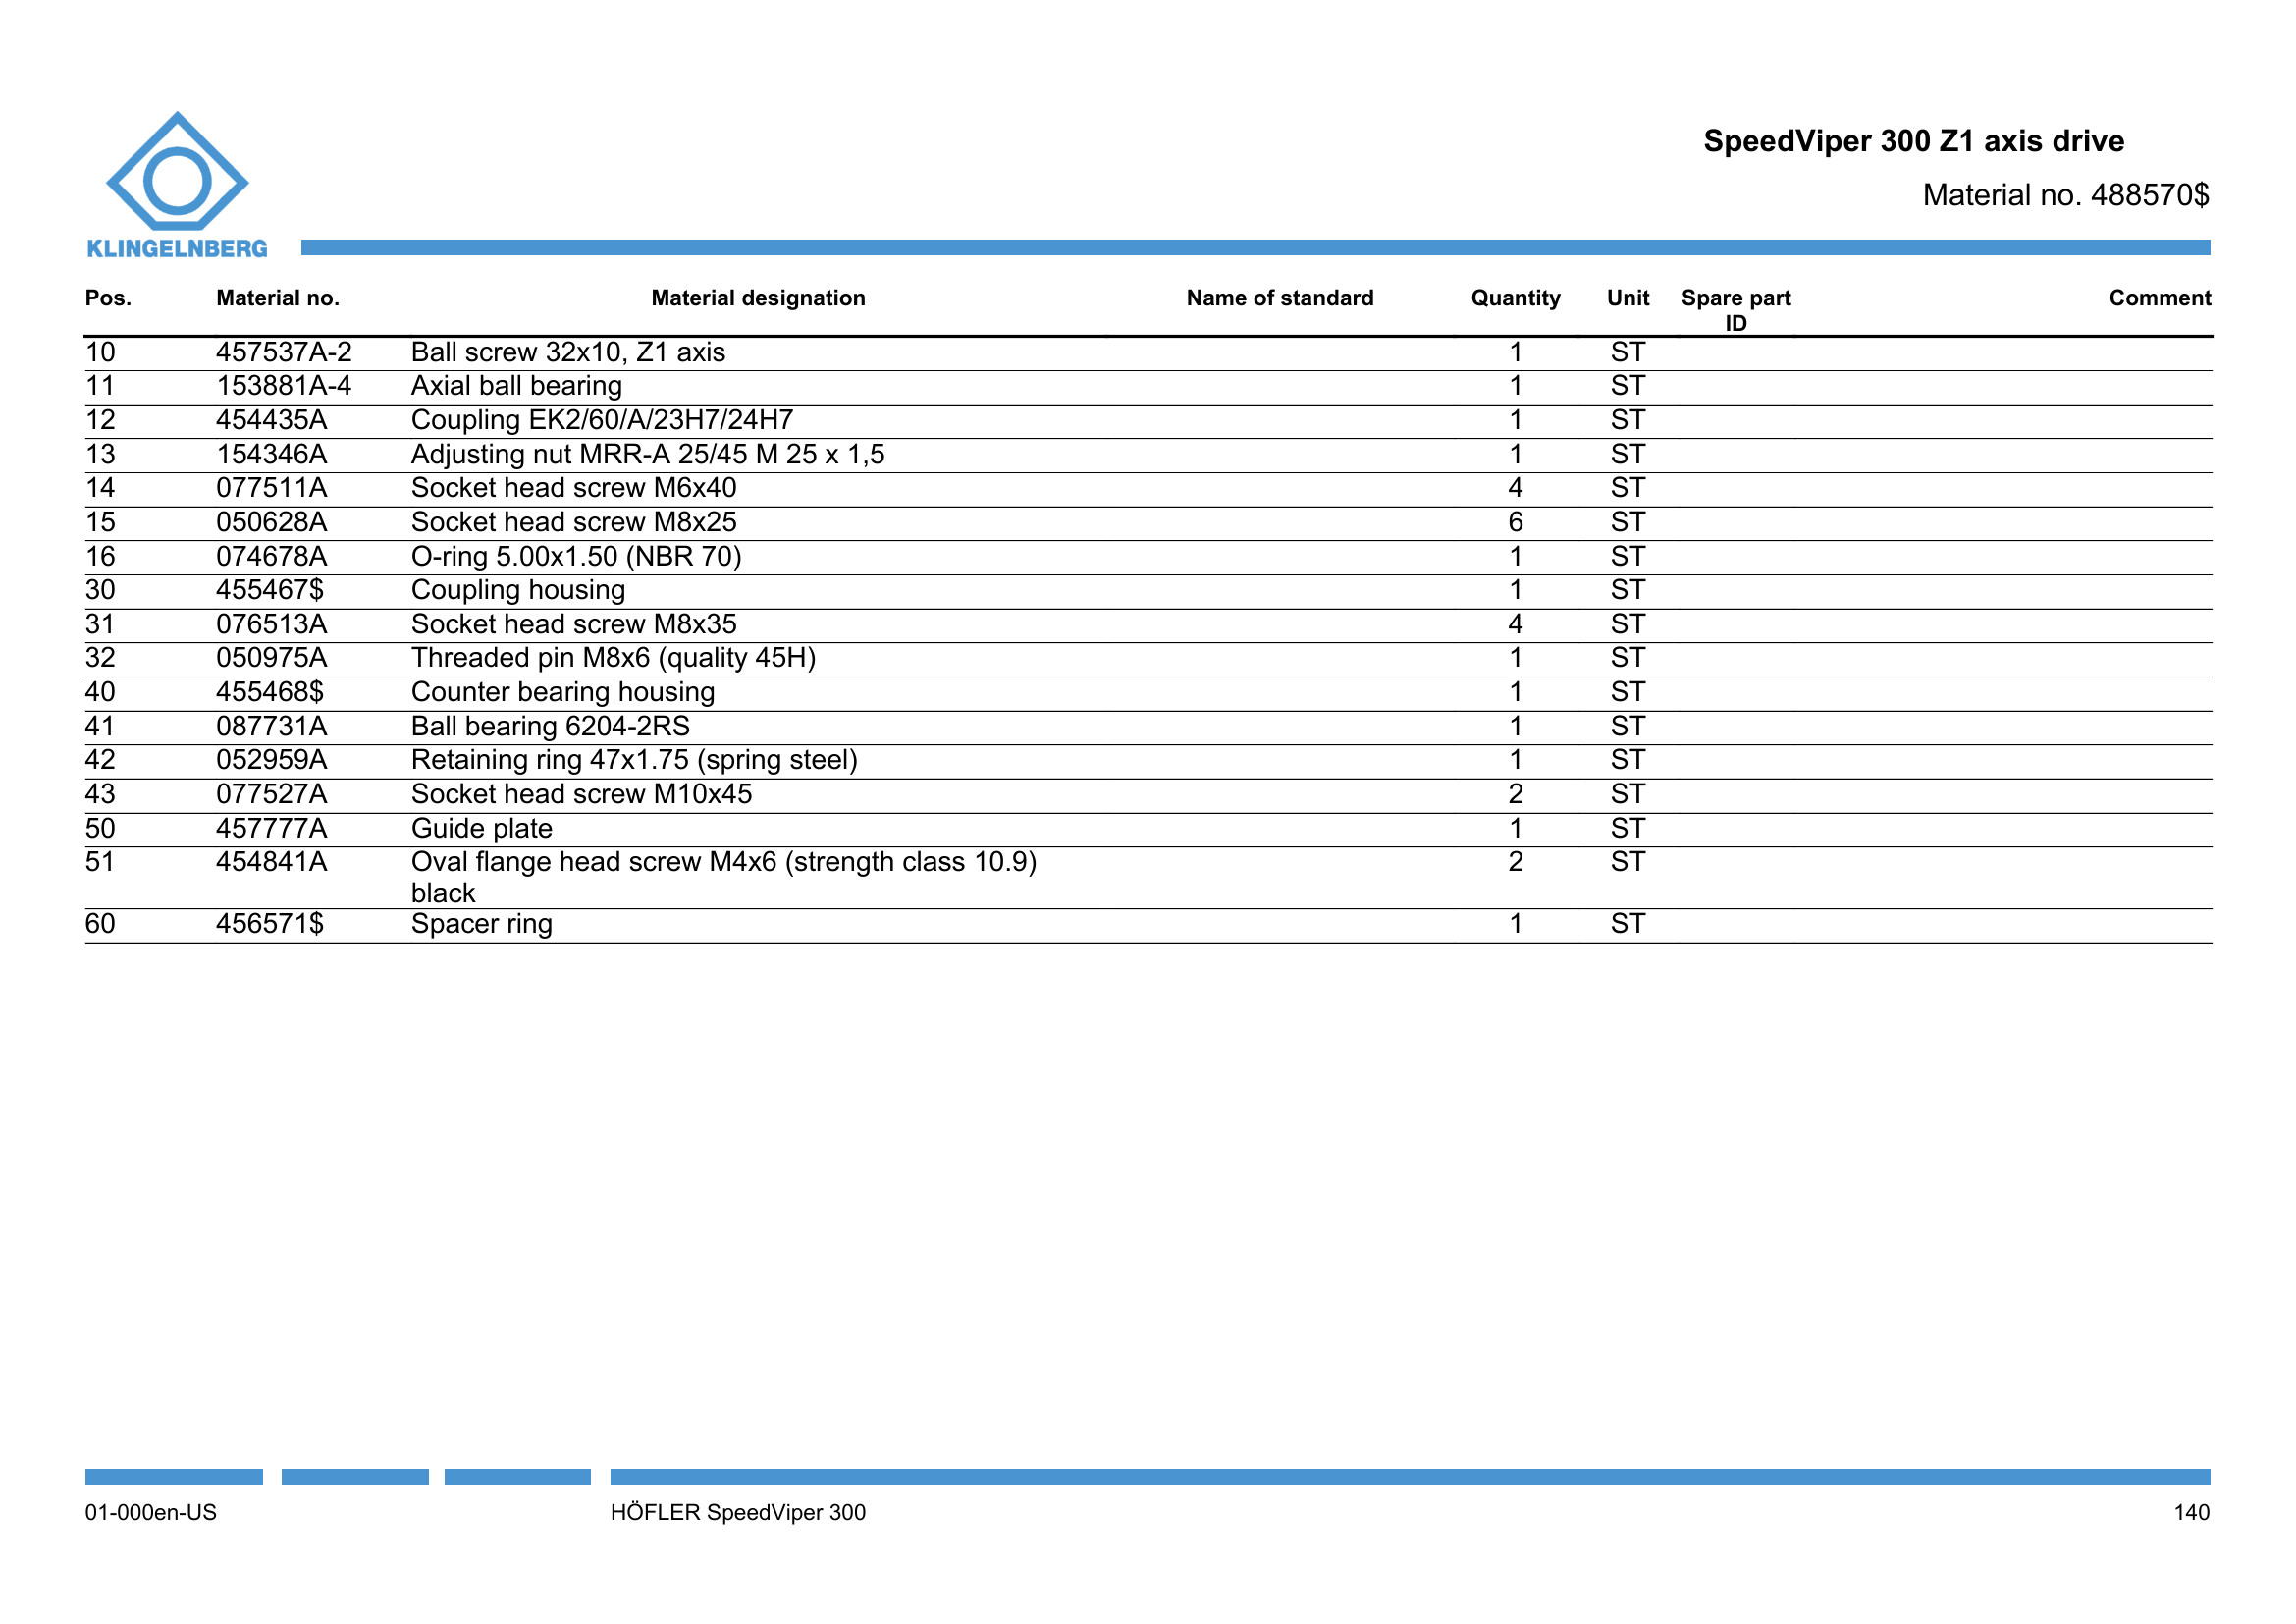 KLINGELNBERG
SpeedViper 300 Z1 axis drive
Material no. 488570$
Pos. Material no. Material designation Name of standard Quantity Unit Spare part ID Comment
10 457537A-2 Ball screw 32x10, Z1 axis 1 ST
11 153881A-4 Axial ball bearing 1 ST
12 454435A Coupling EK2/60/A/23H7/24H7 1 ST
13 154346A Adjusting nut MRR-A 25/45 M 25 x 1,5 1 ST
14 077511A Socket head screw M6x40 4 ST
15 050628A Socket head screw M8x25 6 ST
16 074678A O-ring 5.00x1.50 (NBR 70) 1 ST
30 455467$ Coupling housing 1 ST
31 076513A Socket head screw M8x35 4 ST
32 050975A Threaded pin M8x6 (quality 45H) 1 ST
40 455468$ Counter bearing housing 1 ST
41 087731A Ball bearing 6204-2RS 1 ST
42 052959A Retaining ring 47x1.75 (spring steel) 1 ST
43 077527A Socket head screw M10x45 2 ST
50 457777A Guide plate 1 ST
51 454841A Oval flange head screw M4x6 (strength class 10.9) 2 ST
black
60 456571$ Spacer ring 1 ST
01-000en-US HÖFLER SpeedViper 300 140